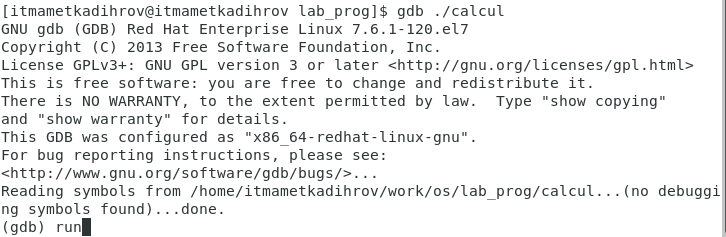 [itmametkadihrov@itmametkadihrov lab_prog]$ gdb ./calcul
GNU gdb (GDB) Red Hat Enterprise Linux 7.6.1-120.el7
Copyright (C) 2013 Free Software Foundation, Inc.
License GPLv3+: GNU GPL version 3 or later <http://gnu.org/licenses/gpl.html>
This is free software: you are free to change and redistribute it.
There is NO WARRANTY, to the extent permitted by law.  Type "show copying"
and "show warranty" for details.
This GDB was configured as "x86_64-redhat-linux-gnu".
For bug reporting instructions, please see:
<http://www.gnu.org/software/gdb/bugs/>...
Reading symbols from /home/itmametkadihrov/work/os/lab_prog/calcul...(no debuggi
ng symbols found)...done.
(gdb) run